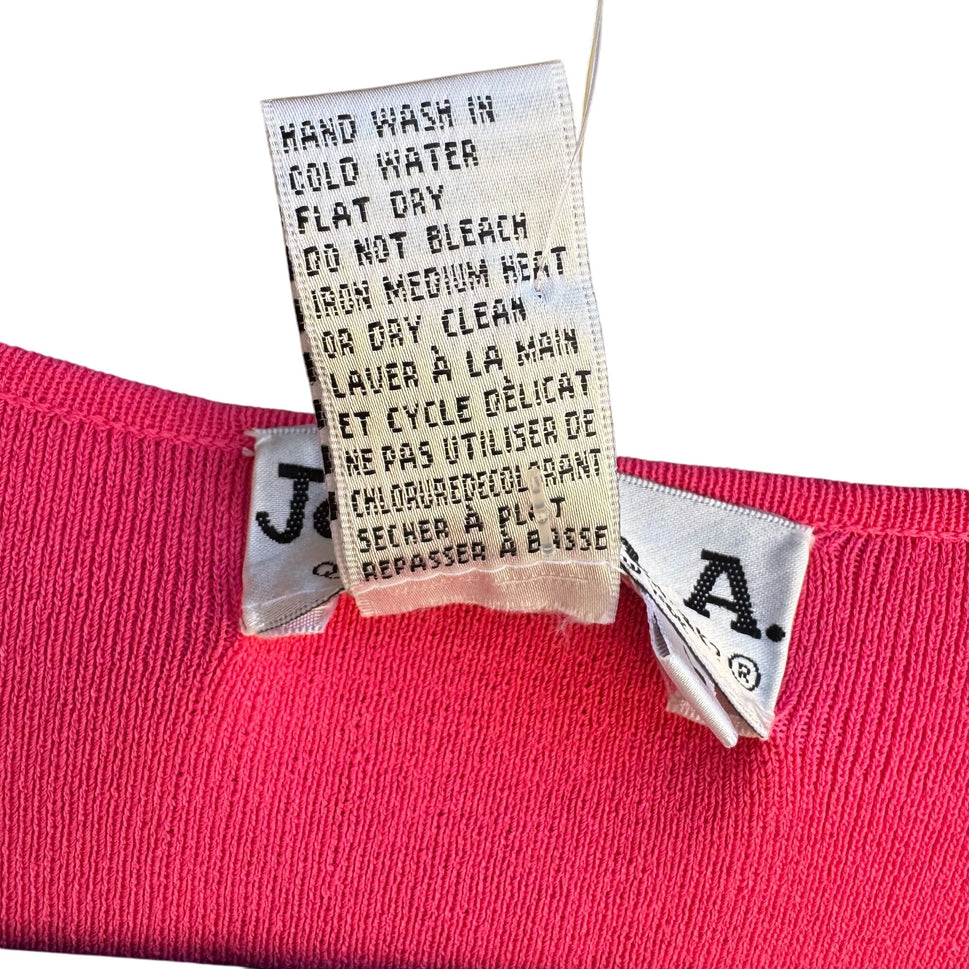 HAND WASH IN
COLD WATER
FLAT DRY
DO NOT BLEACH
IRON MEDIUM HEAT
OR DRY CLEAN
LAVER À LA MAIN
ET CYCLE DÈLICAT
NE PAS UTILISER DE
CHLORUREDECOLORANT
SECHER À PLAT
REPASSER À BASSE
A.
®